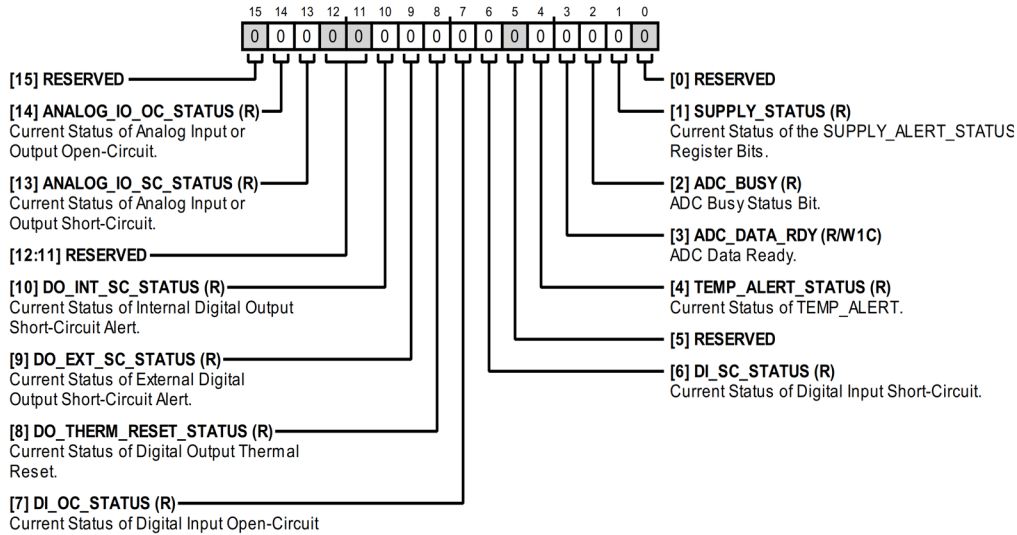 15 14 13 12 11 10 9 8 7 6 5 4 3 2 1 0
0 0 0 0 0 0 0 0 0 0 0 0 0 0 0 0
[15] RESERVED
[14] ANALOG_IO_OC_STATUS (R)
Current Status of Analog Input or
Output Open-Circuit.
[13] ANALOG_IO_SC_STATUS (R)
Current Status of Analog Input or
Output Short-Circuit.
[12:11] RESERVED
[10] DO_INT_SC_STATUS (R)
Current Status of Internal Digital Output
Short-Circuit Alert.
[9] DO_EXT_SC_STATUS (R)
Current Status of External Digital
Output Short-Circuit Alert.
[8] DO_THERM_RESET_STATUS (R)
Current Status of Digital Output Thermal
Reset.
[7] DI_OC_STATUS (R)
Current Status of Digital Input Open-Circuit
[0] RESERVED
[1] SUPPLY_STATUS (R)
Current Status of the SUPPLY_ALERT_STATUS
Register Bits.
[2] ADC_BUSY (R)
ADC Busy Status Bit.
[3] ADC_DATA_RDY (R/W1C)
ADC Data Ready.
[4] TEMP_ALERT_STATUS (R)
Current Status of TEMP_ALERT.
[5] RESERVED
[6] DI_SC_STATUS (R)
Current Status of Digital Input Short-Circuit.